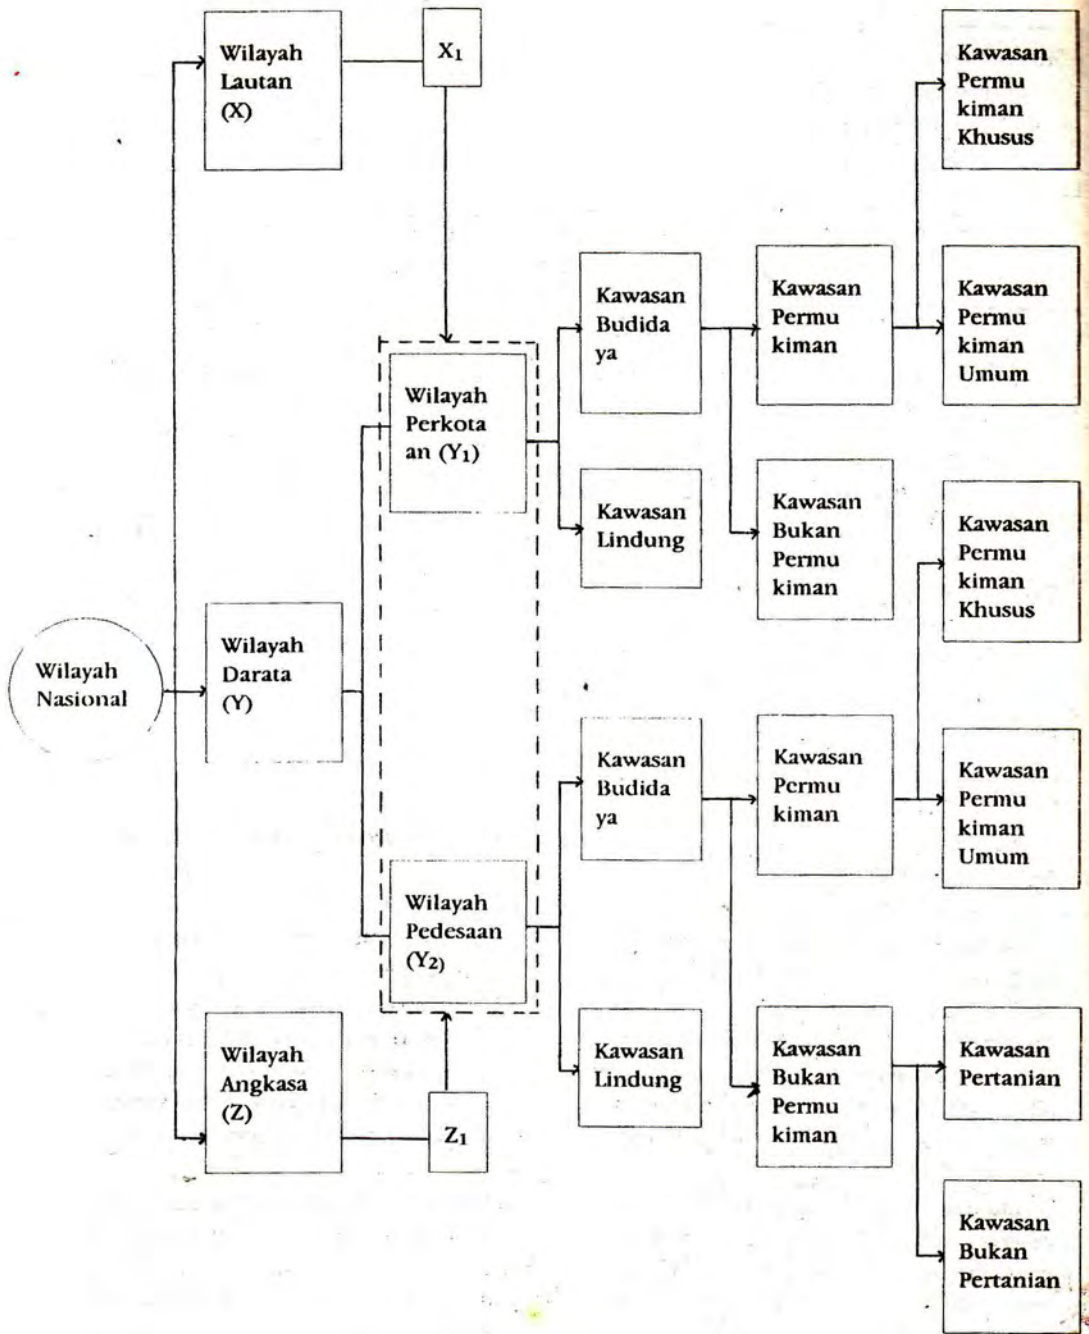 Wilayah
Lautan
(X)
X1
Kawasan
Permu
kiman
Khusus
Kawasan
Budida
ya
Kawasan
Permu
kiman
Kawasan
Permu
kiman
Umum
Wilayah
Perkota
an (Y1)
Kawasan
Lindung
Kawasan
Bukan
Permu
kiman
Kawasan
Permu
kiman
Khusus
Wilayah
Nasional
Wilayah
Darata
(Y)
Kawasan
Budida
ya
Kawasan
Permu
kiman
Kawasan
Permu
kiman
Umum
Wilayah
Pedesaan
(Y2)
Wilayah
Angkasa
(Z)
Z1
Kawasan
Lindung
Kawasan
Bukan
Permu
kiman
Kawasan
Pertanian
Kawasan
Bukan
Pertanian